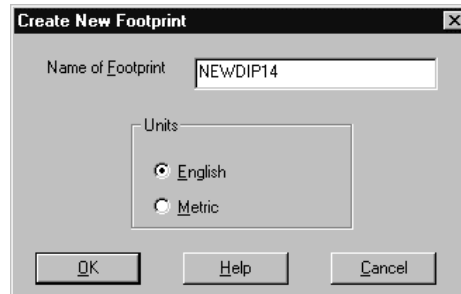 Create New Footprint
Name of Footprint NEWDIP14
Units
English
Metric
OK Help Cancel